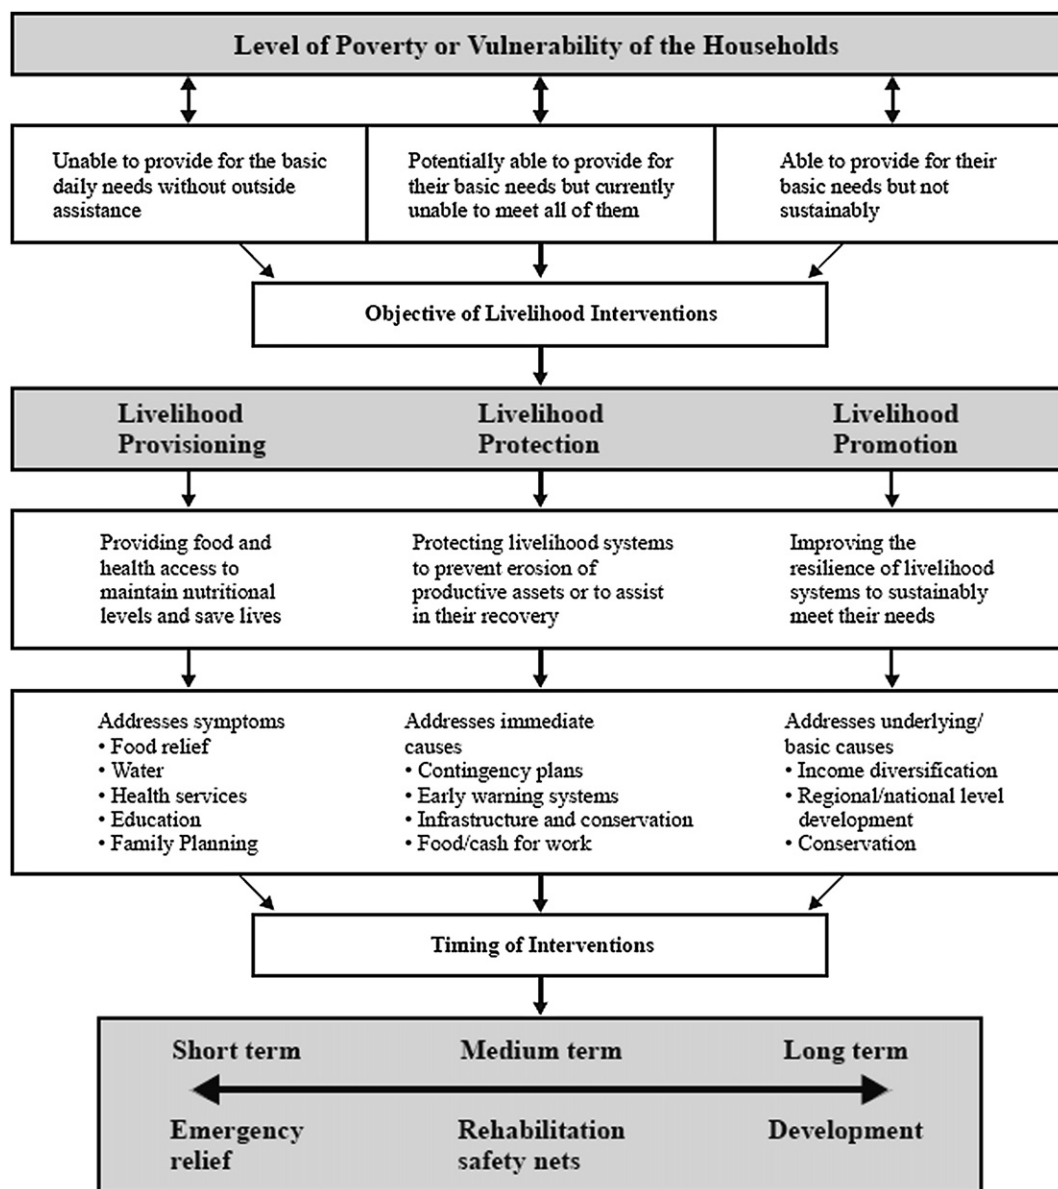 Level of Poverty or Vulnerability of the Households
Unable to provide for the basic
daily needs without outside
assistance
Potentially able to provide for
their basic needs but currently
unable to meet all of them
Able to provide for their
basic needs but not
sustainably
Objective of Livelihood Interventions
Livelihood
Provisioning
Livelihood
Protection
Livelihood
Promotion
Providing food and
health access to
maintain nutritional
levels and save lives
Protecting livelihood systems
to prevent erosion of
productive assets or to assist
in their recovery
Improving the
resilience of livelihood
systems to sustainably
meet their needs
Addresses symptoms
• Food relief
• Water
• Health services
• Education
• Family Planning
Addresses immediate
causes
• Contingency plans
• Early warning systems
• Infrastructure and conservation
• Food/cash for work
Addresses underlying/
basic causes
• Income diversification
• Regional/national level
development
• Conservation
Timing of Interventions
Short term
Medium term
Long term
Emergency
relief
Rehabilitation
safety nets
Development